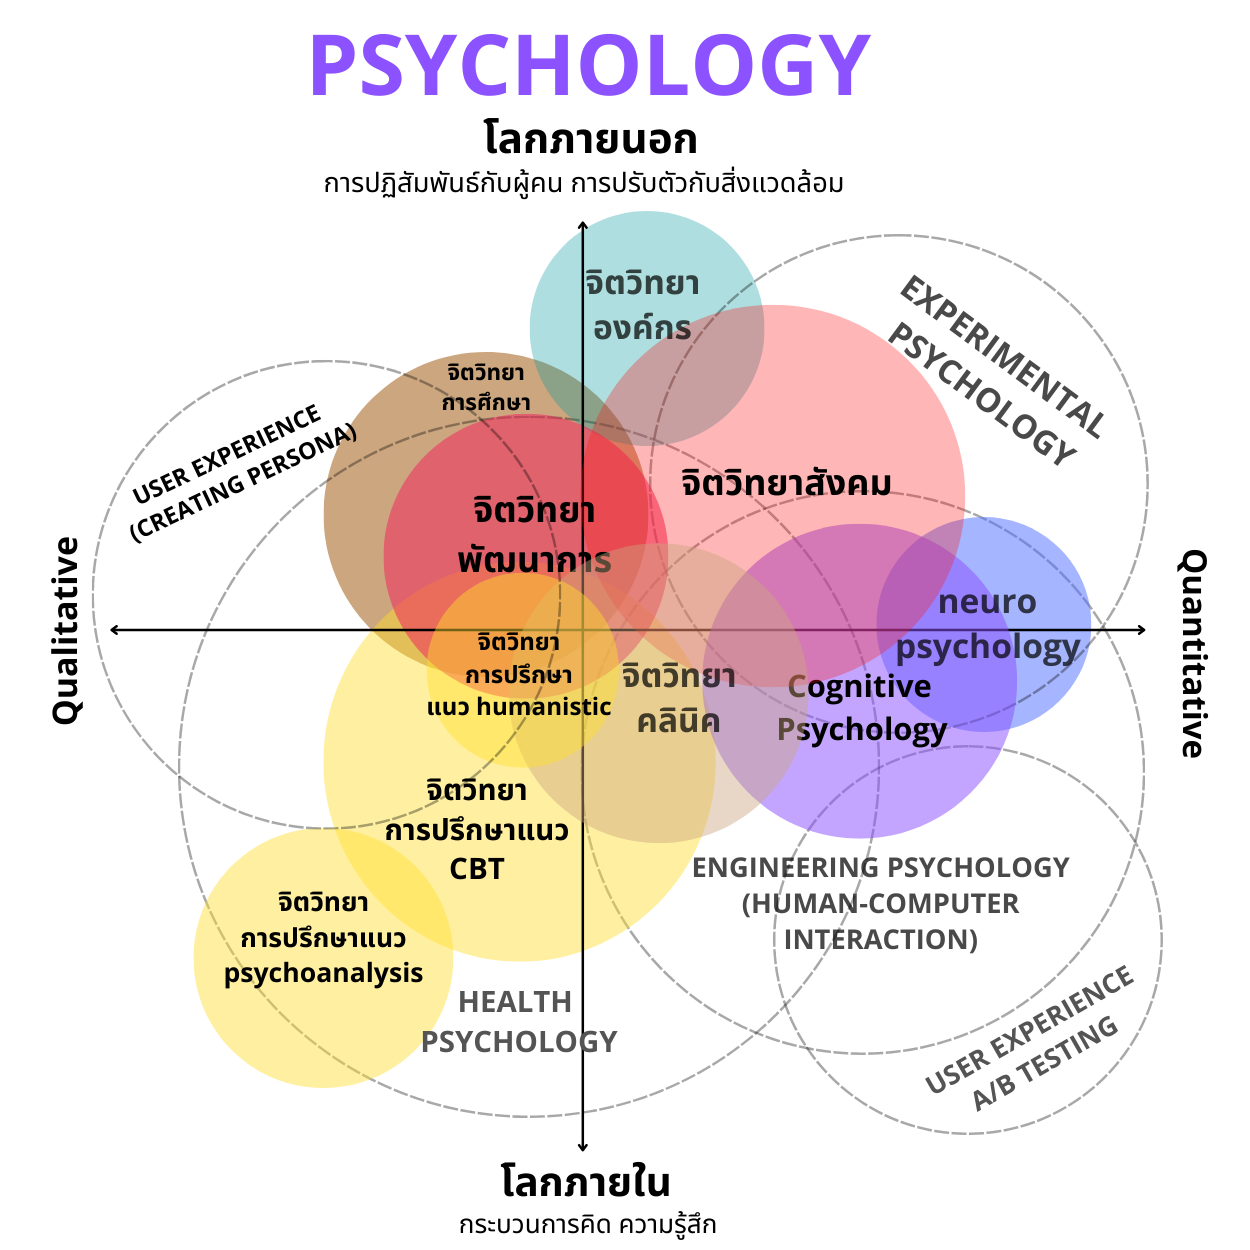 PSYCHOLOGY
โลกภายนอก
การปฏิสัมพันธ์กับผู้คน การปรับตัวกับสิ่งแวดล้อม
จิตวิทยา
องค์กร
EXPERIMENTAL
PSYCHOLOGY
จิตวิทยา
การศึกษา
USER EXPERIENCE
(CREATING PERSONA)
จิตวิทยาสังคม
จิตวิทยา
พัฒนาการ
Qualitative
Quantitative
neuro
psychology
จิตวิทยา
การปรึกษา
แนว humanistic
จิตวิทยา
คลินิค
Cognitive
Psychology
จิตวิทยา
การปรึกษาแนว
CBT
ENGINEERING PSYCHOLOGY
(HUMAN-COMPUTER
INTERACTION)
จิตวิทยา
การปรึกษาแนว
psychoanalysis
HEALTH
PSYCHOLOGY
USER EXPERIENCE
A/B TESTING
โลกภายใน
กระบวนการคิด ความรู้สึก